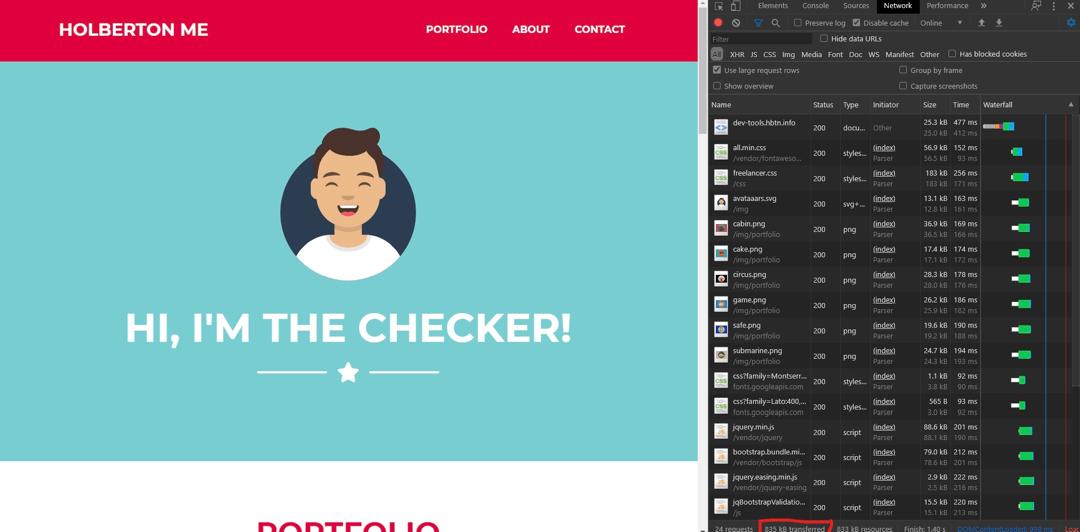 HOLBERTON ME
PORTFOLIO ABOUT CONTACT
HI, I'M THE CHECKER!
PORTFOLIO
Elements Console Sources Network Performance »
Preserve log Disable cache Online
Filter Hide data URLs
All XHR JS CSS Img Media Font Doc WS Manifest Other Has blocked cookies
Use large request rows Group by frame
Show overview Capture screenshots
Name Status Type Initiator Size Time Waterfall
dev-tools.hbtn.info 200 docu... Other 25.3 kB 477 ms
25.0 kB 412 ms
all.min.css 200 styles... (index) 56.9 kB 152 ms
/vendor/fontaweso... Parser 56.5 kB 93 ms
freelancer.css 200 styles... (index) 183 kB 256 ms
/css Parser 183 kB 171 ms
avataaars.svg 200 svg+... (index) 13.1 kB 163 ms
/img Parser 12.8 kB 161 ms
cabin.png 200 png (index) 36.9 kB 169 ms
/img/portfolio Parser 36.5 kB 166 ms
cake.png 200 png (index) 17.4 kB 174 ms
/img/portfolio Parser 17.1 kB 172 ms
circus.png 200 png (index) 28.3 kB 178 ms
/img/portfolio Parser 28.0 kB 176 ms
game.png 200 png (index) 26.2 kB 186 ms
/img/portfolio Parser 25.9 kB 182 ms
safe.png 200 png (index) 19.6 kB 190 ms
/img/portfolio Parser 19.2 kB 188 ms
submarine.png 200 png (index) 24.7 kB 194 ms
/img/portfolio Parser 24.3 kB 193 ms
css?family=Montserr... 200 styles... (index) 1.1 kB 92 ms
fonts.googleapis.com Parser 3.8 kB 90 ms
css?family=Lato:400,... 200 styles... (index) 565 B 93 ms
fonts.googleapis.com Parser 3.0 kB 92 ms
jquery.min.js 200 script (index) 88.6 kB 201 ms
/vendor/jquery Parser 88.1 kB 190 ms
bootstrap.bundle.mi... 200 script (index) 79.0 kB 212 ms
/vendor/bootstrap/js Parser 78.6 kB 201 ms
jquery.easing.min.js 200 script (index) 2.9 kB 222 ms
/vendor/jquery-easing Parser 2.5 kB 216 ms
jqBootstrapValidatio... 200 script (index) 15.5 kB 220 ms
/js Parser 15.1 kB 213 ms
24 requests 835 kB transferred 833 kB resources Finish: 1.40 s DOMContentLoaded: 998 ms Loa